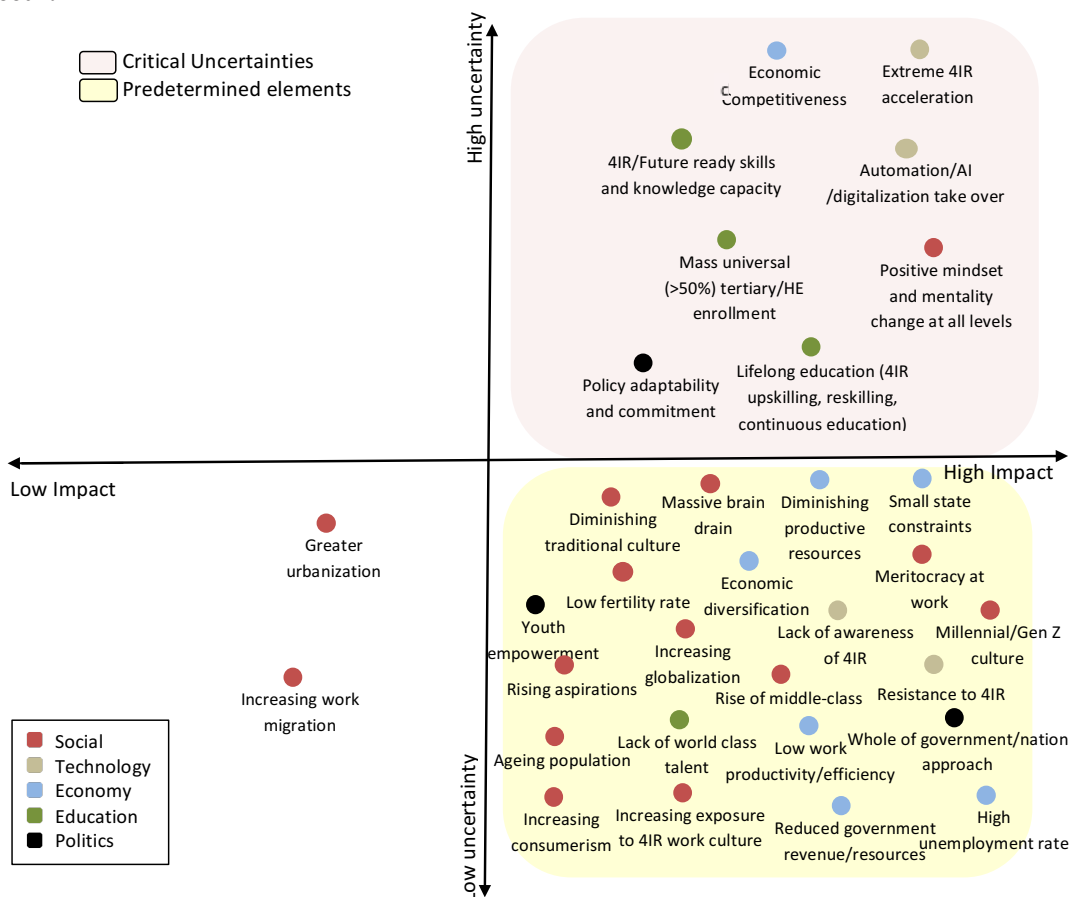 Critical Uncertainties
Predetermined elements
High uncertainty
Economic
Competitiveness
Extreme 4IR
acceleration
4IR/Future ready skills
and knowledge capacity
Automation/AI
/digitalization take over
Mass universal
(>50%) tertiary/HE
enrollment
Positive mindset
and mentality
change at all levels
Policy adaptability
and commitment
Lifelong education (4IR
upskilling, reskilling,
continuous education)
Low Impact
High Impact
Greater
urbanization
Increasing work
migration
Diminishing
traditional culture
Massive brain
drain
Diminishing
productive
resources
Small state
constraints
Low fertility rate
Economic
diversification
Meritocracy at
work
Youth
empowerment
Increasing
globalization
Lack of awareness
of 4IR
Millennial/Gen Z
culture
Rising aspirations
Rise of middle-class
Resistance to 4IR
Ageing population
Lack of world class
talent
Low work
productivity/efficiency
Whole of government/nation
approach
Increasing
consumerism
Increasing exposure
to 4IR work culture
Reduced government
revenue/resources
High
unemployment rate
Low uncertainty
Social
Technology
Economy
Education
Politics